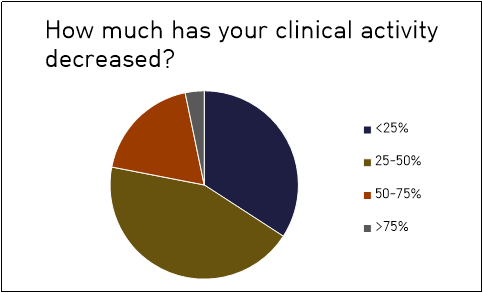 How much has your clinical activity
decreased?
<25%
25-50%
50-75%
>75%